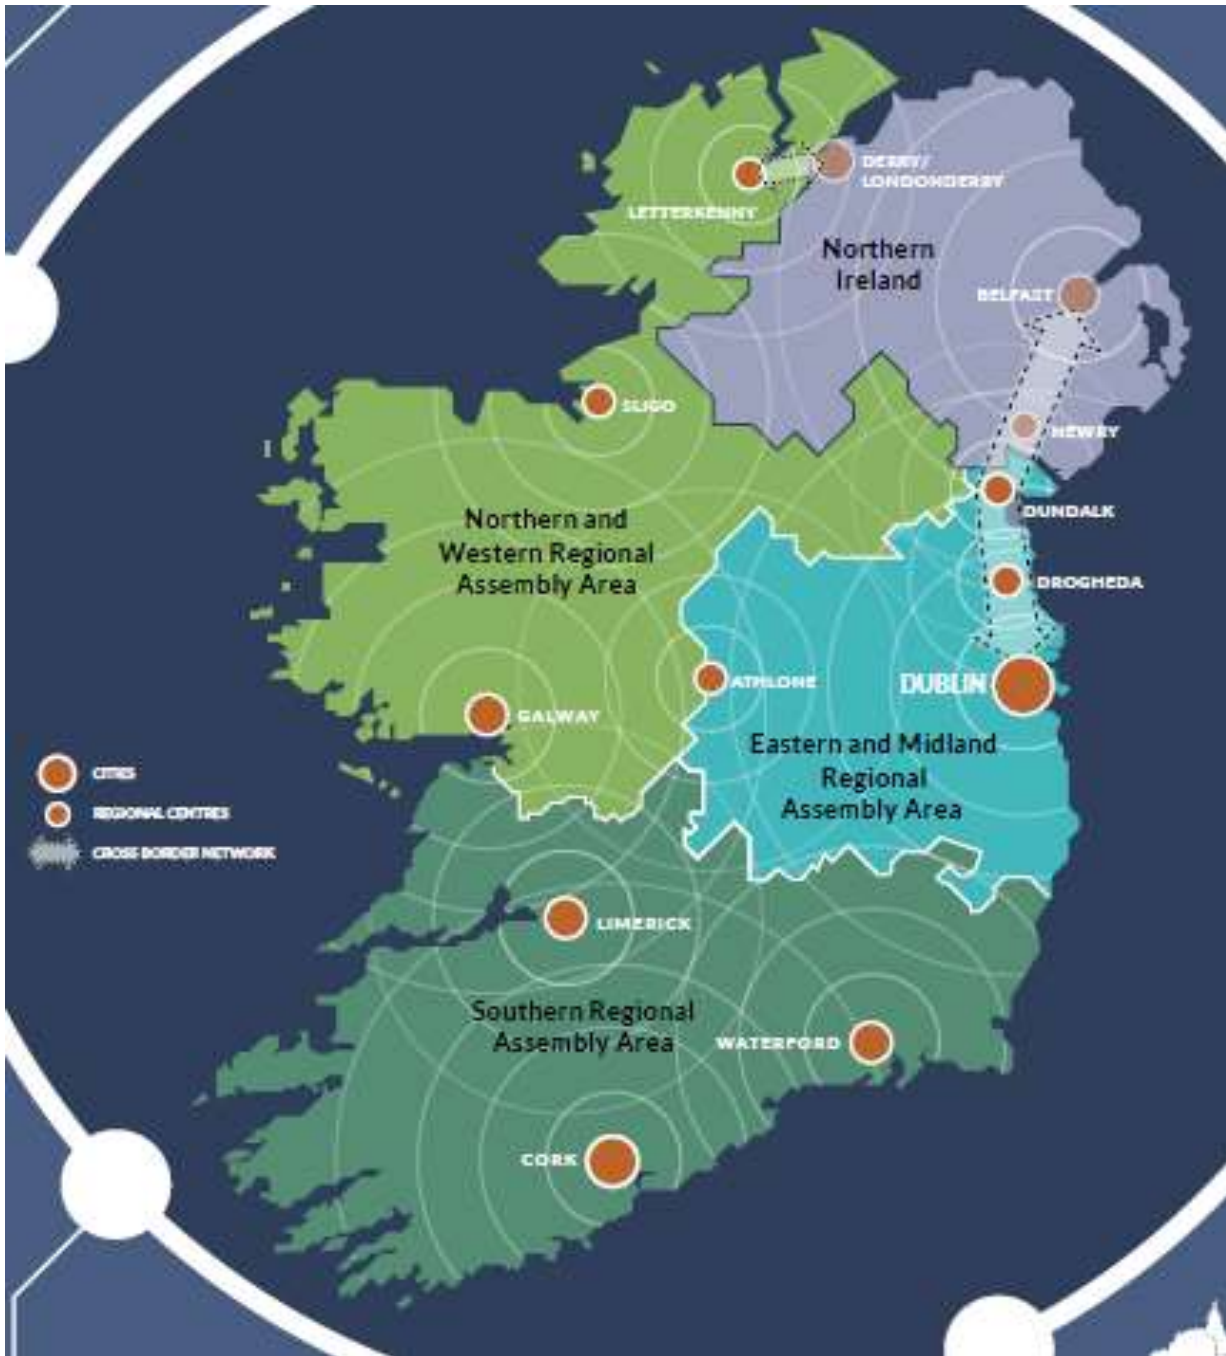 DERRY/
LONDONDERRY
LETTERKENNY
Northern
Ireland
BELFAST
SLIGO
NEWRY
DUNDALK
Northern and
Western Regional
Assembly Area
DROGHEDA
ATHLONE
DUBLIN
GALWAY
Eastern and Midland
Regional
Assembly Area
CITIES
REGIONAL CENTRES
CROSS BORDER NETWORK
LIMERICK
Southern Regional
Assembly Area
WATERFORD
CORK